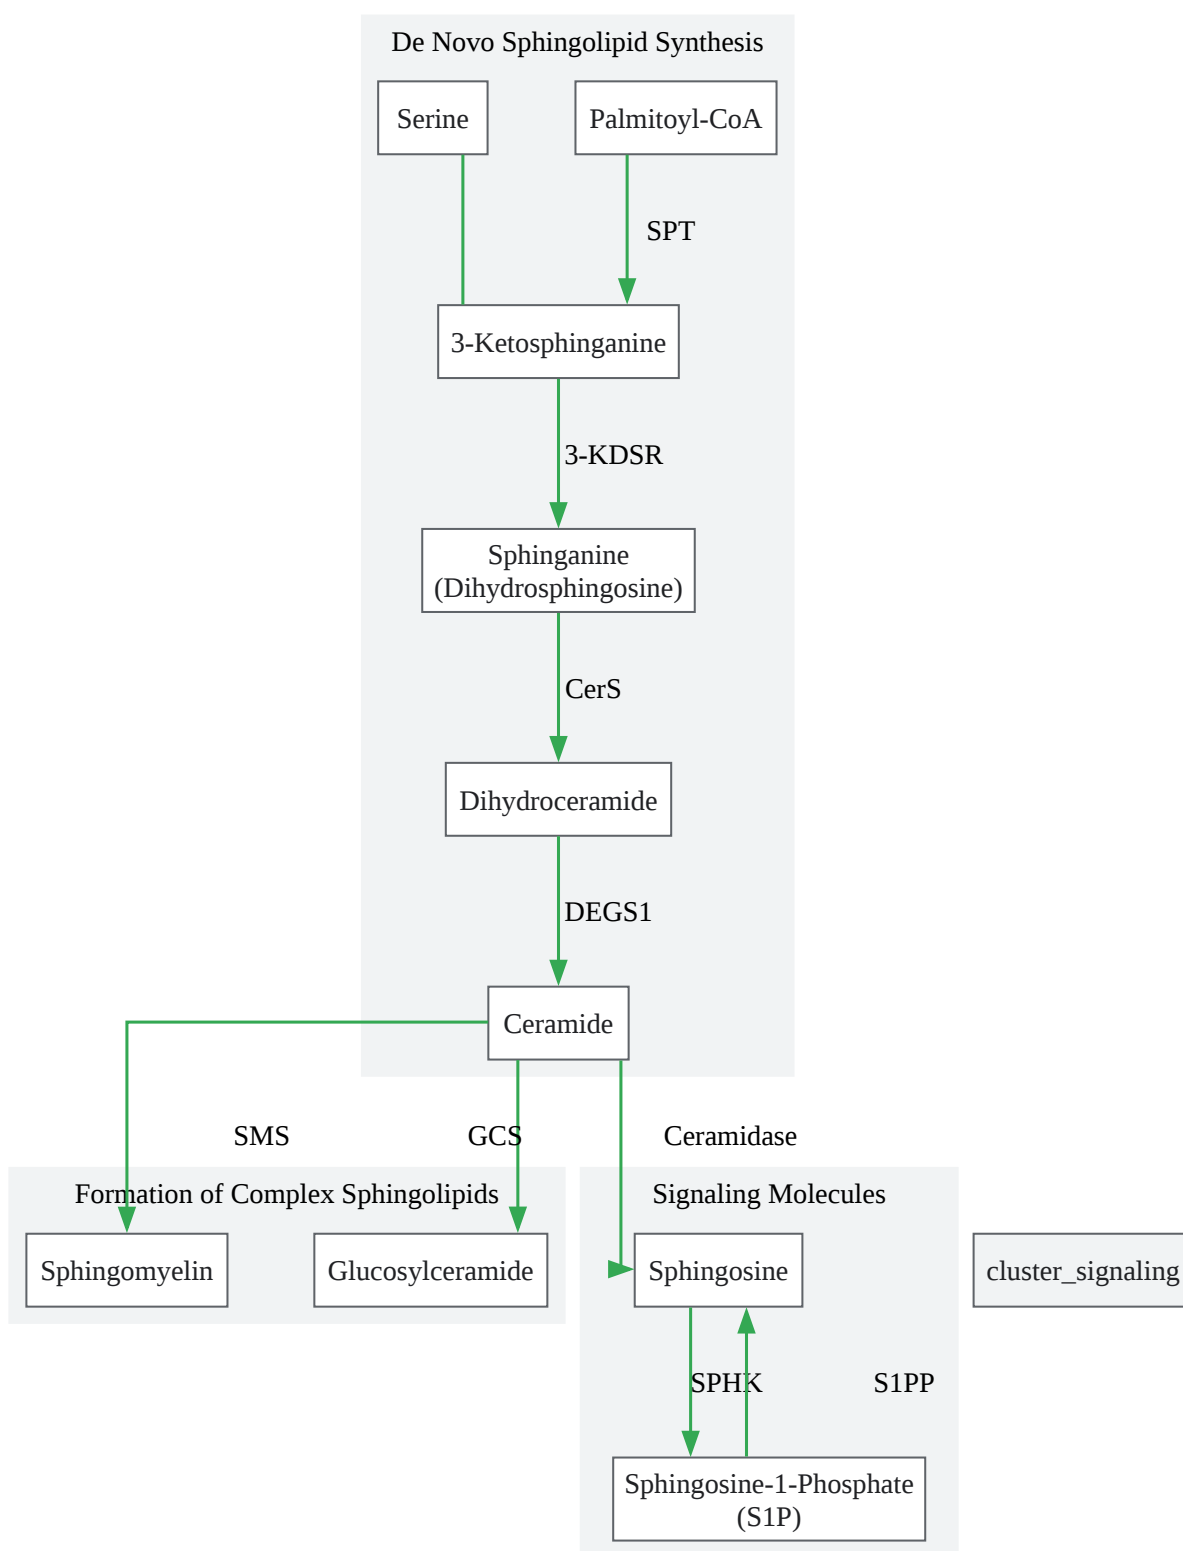 De Novo Sphingolipid Synthesis
Serine
Palmitoyl-CoA
SPT
3-Ketosphinganine
3-KDSR
Sphinganine
(Dihydrosphingosine)
CerS
Dihydroceramide
DEGS1
Ceramide
SMS
GCS
Ceramidase
Formation of Complex Sphingolipids
Signaling Molecules
Sphingomyelin
Glucosylceramide
Sphingosine
cluster_signaling
SPHK
S1PP
Sphingosine-1-Phosphate
(S1P)